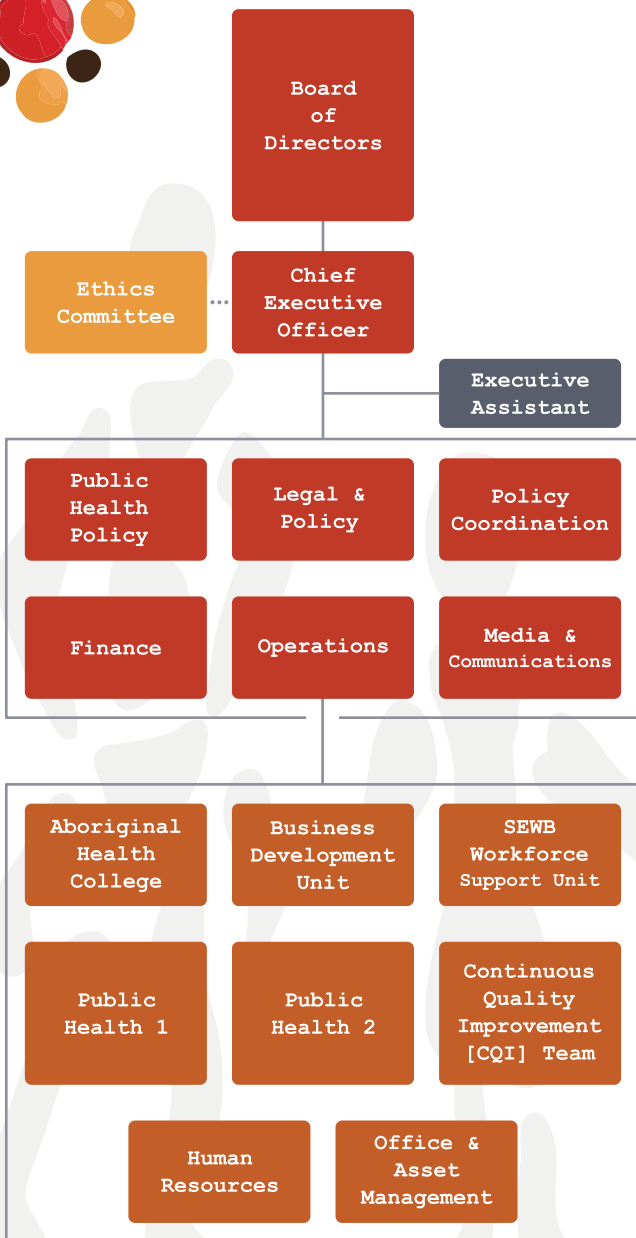 Board
of
Directors
Ethics
Committee
Chief
Executive
Officer
Executive
Assistant
Public
Health
Policy
Legal &
Policy
Policy
Coordination
Finance
Operations
Media &
Communications
Aboriginal
Health
College
Business
Development
Unit
SEWB
Workforce
Support Unit
Public
Health 1
Public
Health 2
Continuous
Quality
Improvement
[CQI] Team
Human
Resources
Office &
Asset
Management